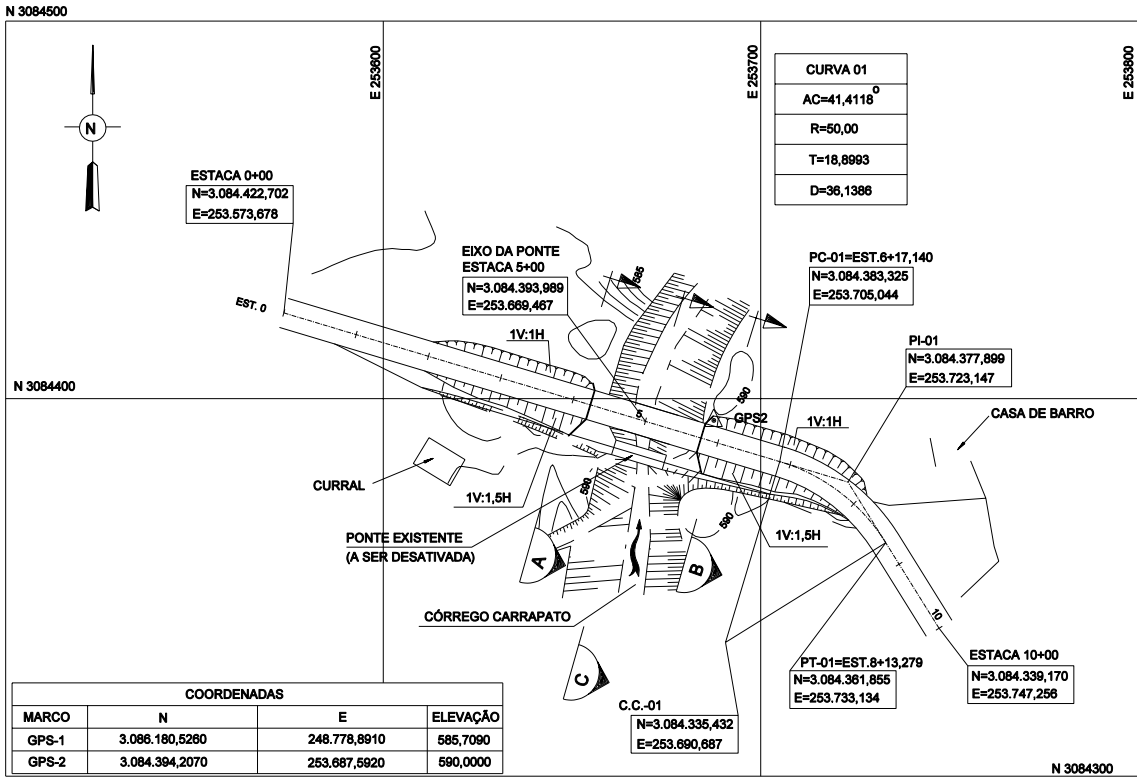 N 3084500
E 253600
E 253700
E 253800
CURVA 01
AC=41,4118°
R=50,00
T=18,8993
D=36,1386
N
ESTACA 0+00
N=3.084.422,702
E=253.573,678
EIXO DA PONTE
ESTACA 5+00
N=3.084.393,989
E=253.669,467
585
PC-01=EST.6+17,140
N=3.084.383,325
E=253.705,044
EST. 0
1V:1H
PI-01
N=3.084.377,899
E=253.723,147
N 3084400
590
5
GPS2
1V:1H
CASA DE BARRO
CURRAL
1V:1,5H
590
590
1V:1,5H
PONTE EXISTENTE
(A SER DESATIVADA)
A
B
CÓRREGO CARRAPATO
10
C
PT-01=EST.8+13,279
N=3.084.361,855
E=253.733,134
ESTACA 10+00
N=3.084.339,170
E=253.747,256
C.C.-01
N=3.084.335,432
E=253.690,687
COORDENADAS
MARCO N E ELEVAÇÃO
GPS-1 3.086.180,5260 248.778,8910 585,7090
GPS-2 3.084.394,2070 253.687,5920 590,0000
N 3084300